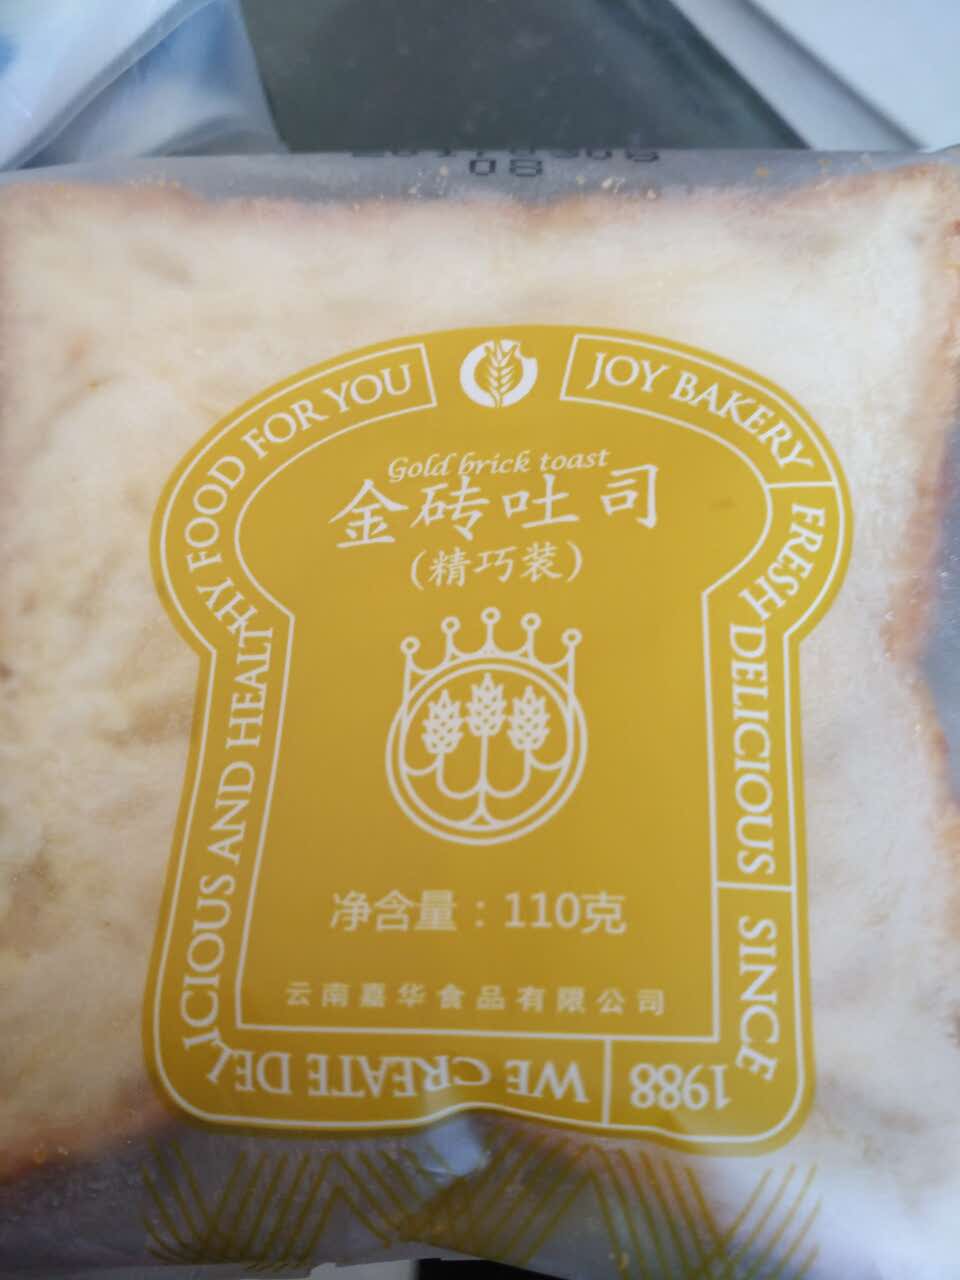 08
JOY BAKERY
FRESH DELICIOUS
SINCE 1988
WE CREATE DELICIOUS AND HEALTHY FOOD FOR YOU
Gold brick toast
金砖吐司
(精巧装)
净含量：110克
云南嘉华食品有限公司